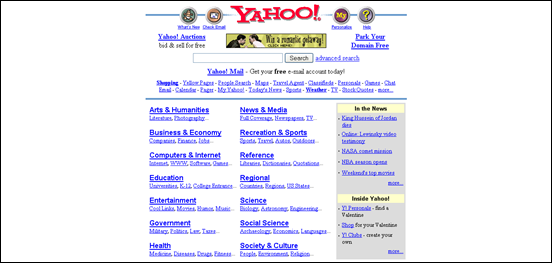 YAHOO!
What's New Check Email Personalize Help
Yahoo! Auctions
bid & sell for free
Win a romantic getaway!
Park Your
Domain Free
Search advanced search
Yahoo! Mail - Get your free e-mail account today!
Shopping - Yellow Pages - People Search - Maps - Travel Agent - Classifieds - Personals - Games - Chat
Email - Calendar - Pager - My Yahoo! - Today's News - Sports - Weather - TV - Stock Quotes - more...
Arts & Humanities
Literature, Photography...
News & Media
Full Coverage, Newspapers, TV...
Business & Economy
Companies, Finance, Jobs...
Recreation & Sports
Sports, Travel, Autos, Outdoors...
Computers & Internet
Internet, WWW, Software, Games...
Reference
Libraries, Dictionaries, Quotations...
Education
Universities, K-12, College Entrance...
Regional
Countries, Regions, US States...
Entertainment
Cool Links, Movies, Humor, Music...
Science
Biology, Astronomy, Engineering...
Government
Military, Politics, Law, Taxes...
Social Science
Archaeology, Economics, Languages...
Health
Medicine, Diseases, Drugs, Fitness...
Society & Culture
People, Environment, Religion...
In the News
King Hussein of Jordan
dies
Online: Lewinsky video
testimony
NASA comet mission
NBA season opens
Weekend's top movies
more...
Inside Yahoo!
Y! Personals - find a
Valentine
Shop for your Valentine
Y! Clubs - create your
own
more...